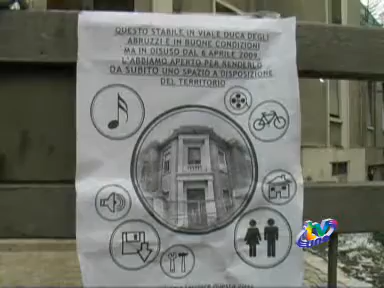 QUESTO STABILE IN VIALE DUCA DEGLI
ABRUZZI È IN BUONE CONDIZIONI
MA IN DISUSO DAL 6 APRILE 2009.
L'ABBIAMO APERTO PER RENDERLO
DA SUBITO UNO SPAZIO A DISPOSIZIONE
DEL TERRITORIO